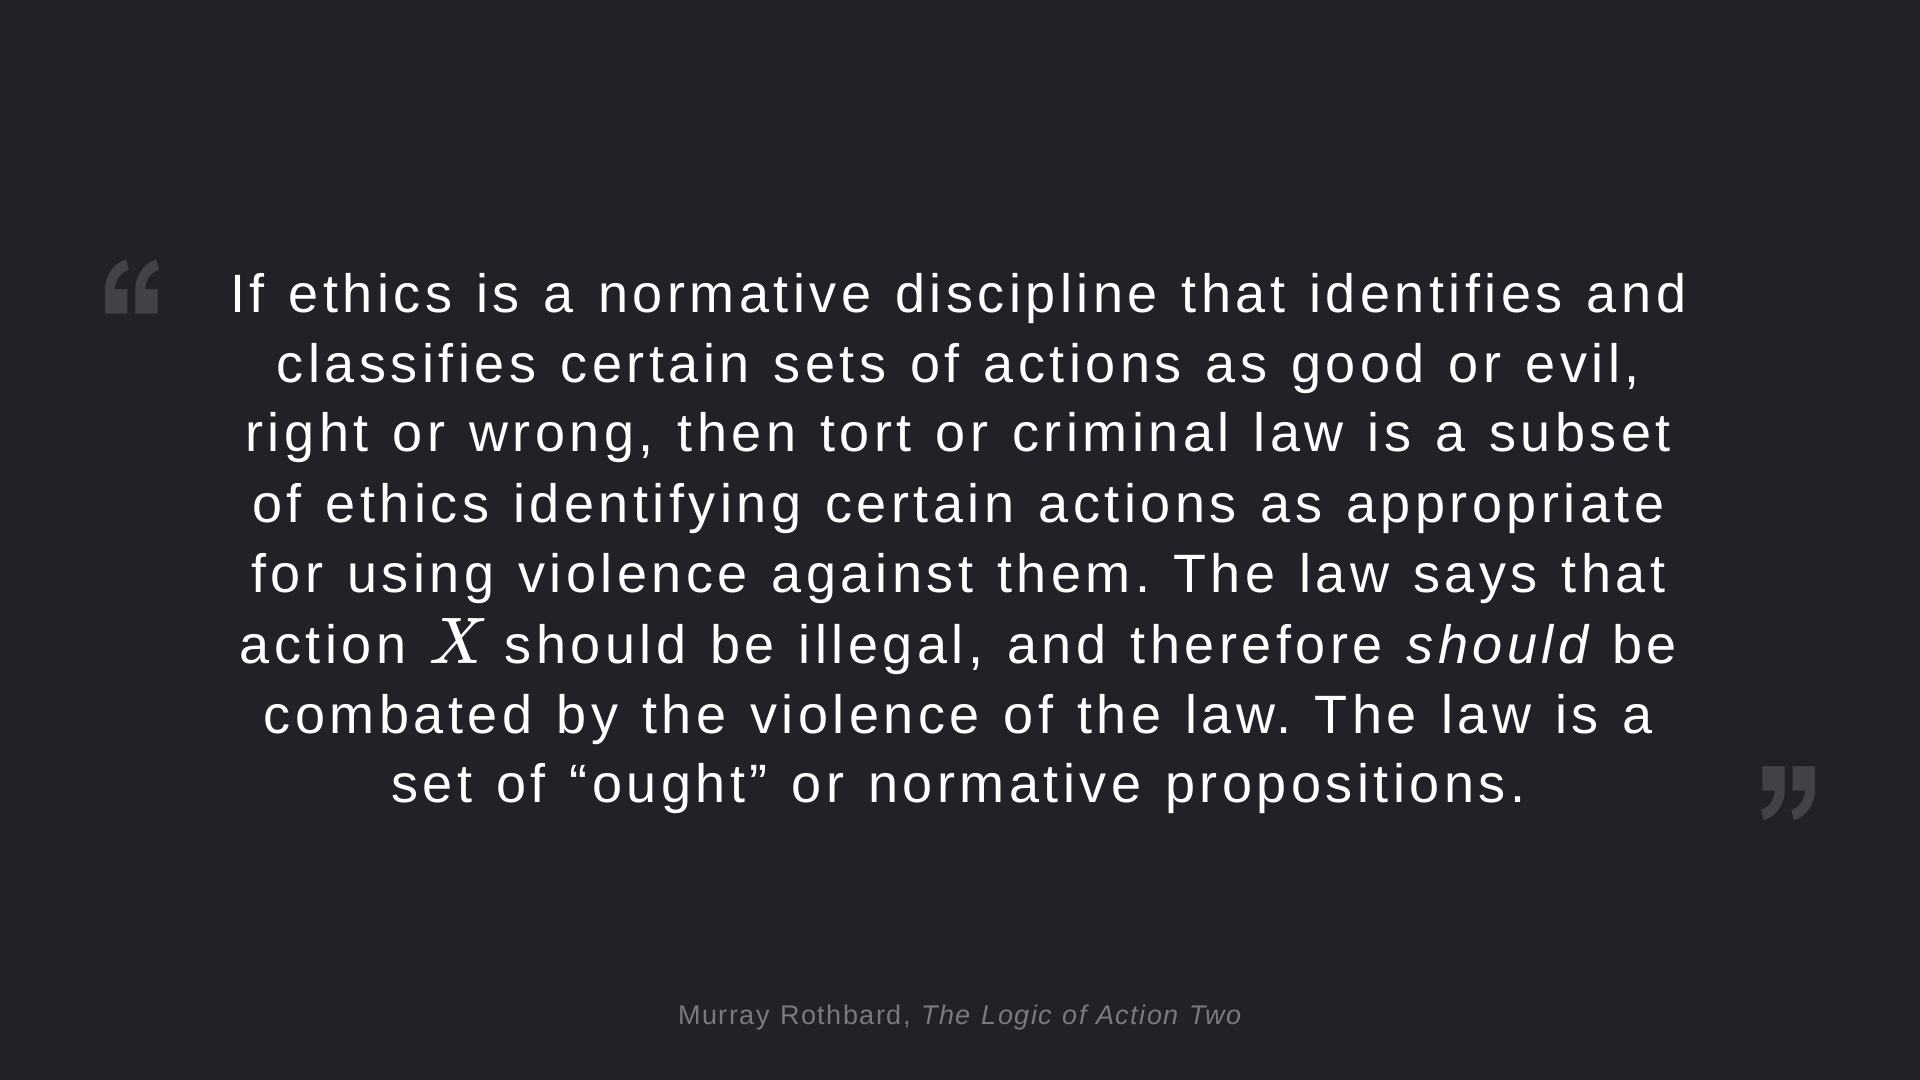 “
If ethics is a normative discipline that identifies and
classifies certain sets of actions as good or evil,
right or wrong, then tort or criminal law is a subset
of ethics identifying certain actions as appropriate
for using violence against them. The law says that
action X should be illegal, and therefore should be
combated by the violence of the law. The law is a
set of “ought” or normative propositions.
”
Murray Rothbard, The Logic of Action Two